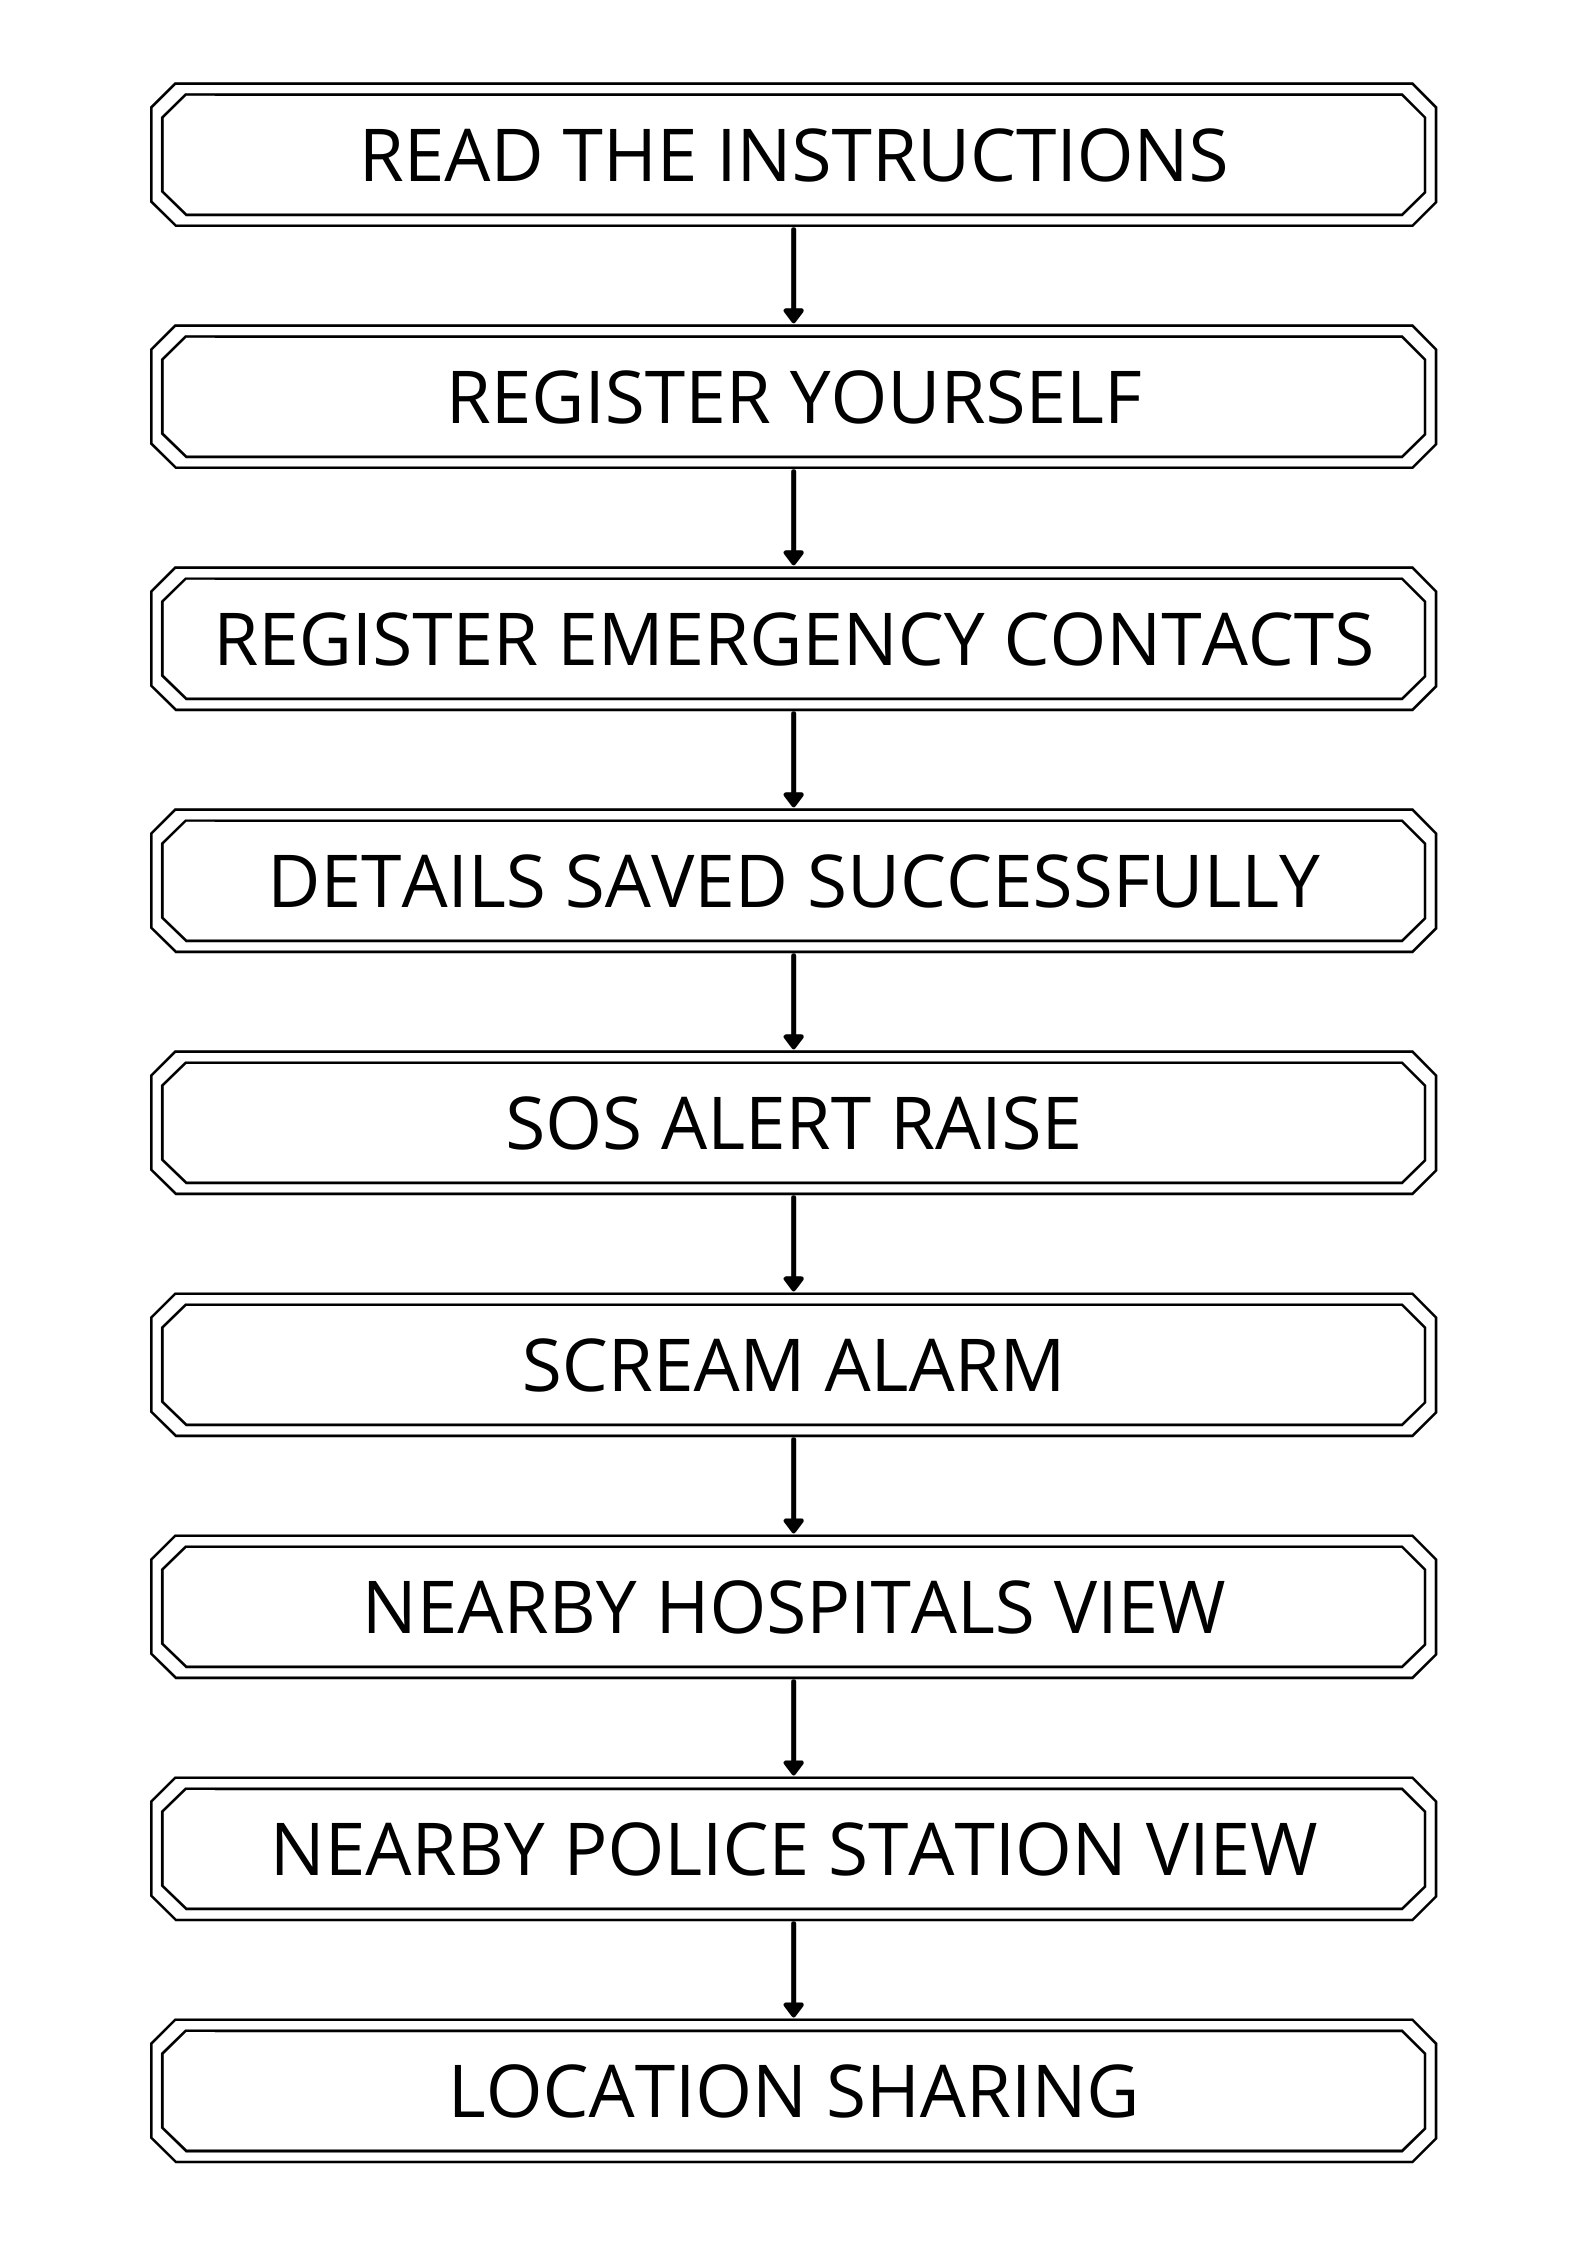 READ THE INSTRUCTIONS
REGISTER YOURSELF
REGISTER EMERGENCY CONTACTS
DETAILS SAVED SUCCESSFULLY
SOS ALERT RAISE
SCREAM ALARM
NEARBY HOSPITALS VIEW
NEARBY POLICE STATION VIEW
LOCATION SHARING